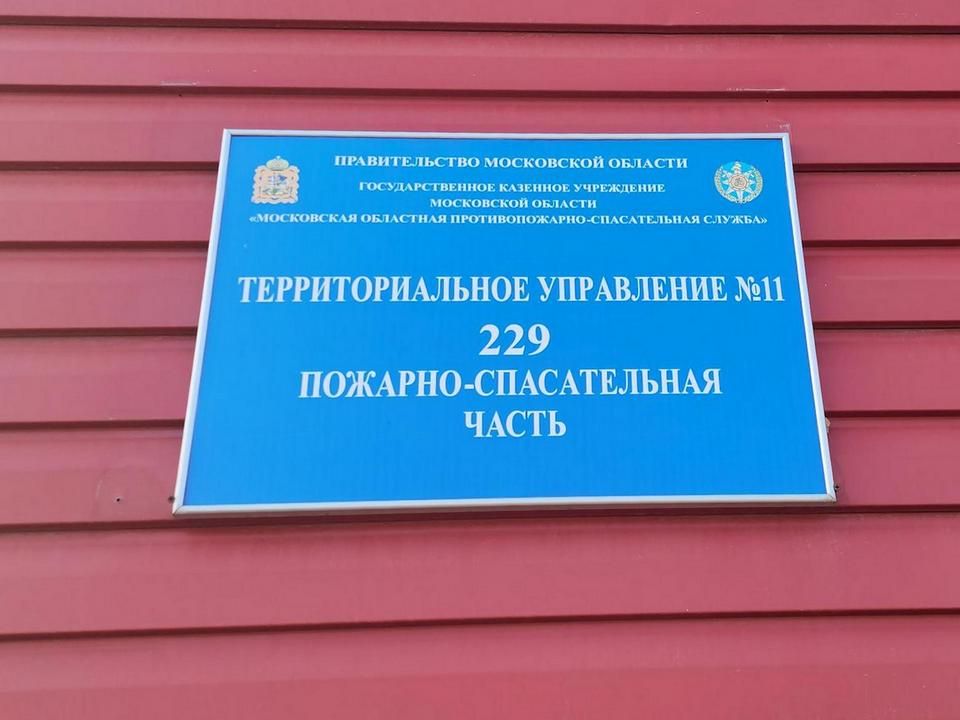 ПРАВИТЕЛЬСТВО МОСКОВСКОЙ ОБЛАСТИ
ГОСУДАРСТВЕННОЕ КАЗЕННОЕ УЧРЕЖДЕНИЕ
МОСКОВСКОЙ ОБЛАСТИ
«МОСКОВСКАЯ ОБЛАСТНАЯ ПРОТИВОПОЖАРНО-СПАСАТЕЛЬНАЯ СЛУЖБА»
ТЕРРИТОРИАЛЬНОЕ УПРАВЛЕНИЕ №11
229
ПОЖАРНО-СПАСАТЕЛЬНАЯ
ЧАСТЬ